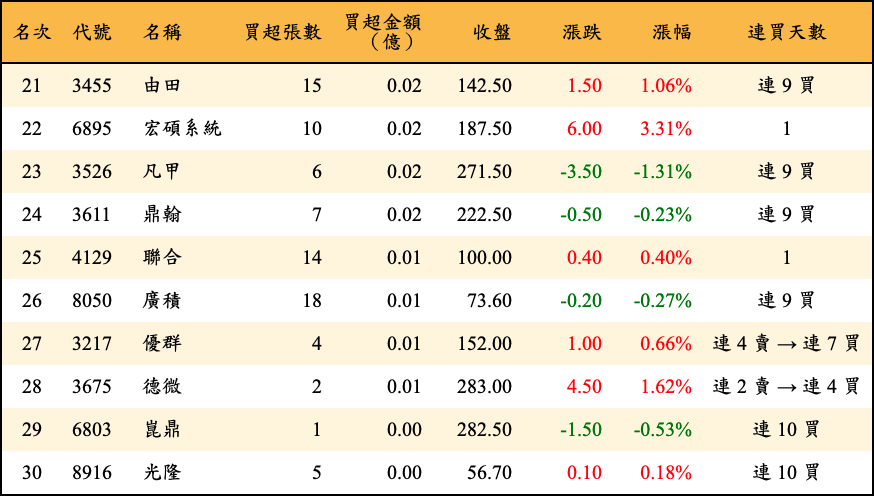 名次 代號 名稱 買超張數 買超金額（億） 收盤 漲跌 漲幅 連買天數
21 3455 由田 15 0.02 142.50 1.50 1.06% 連 9 買
22 6895 宏碩系統 10 0.02 187.50 6.00 3.31% 1
23 3526 凡甲 6 0.02 271.50 -3.50 -1.31% 連 9 買
24 3611 鼎翰 7 0.02 222.50 -0.50 -0.23% 連 9 買
25 4129 聯合 14 0.01 100.00 0.40 0.40% 1
26 8050 廣積 18 0.01 73.60 -0.20 -0.27% 連 9 買
27 3217 優群 4 0.01 152.00 1.00 0.66% 連 4 賣 → 連 7 買
28 3675 德微 2 0.01 283.00 4.50 1.62% 連 2 賣 → 連 4 買
29 6803 崑鼎 1 0.00 282.50 -1.50 -0.53% 連 10 買
30 8916 光隆 5 0.00 56.70 0.10 0.18% 連 10 買